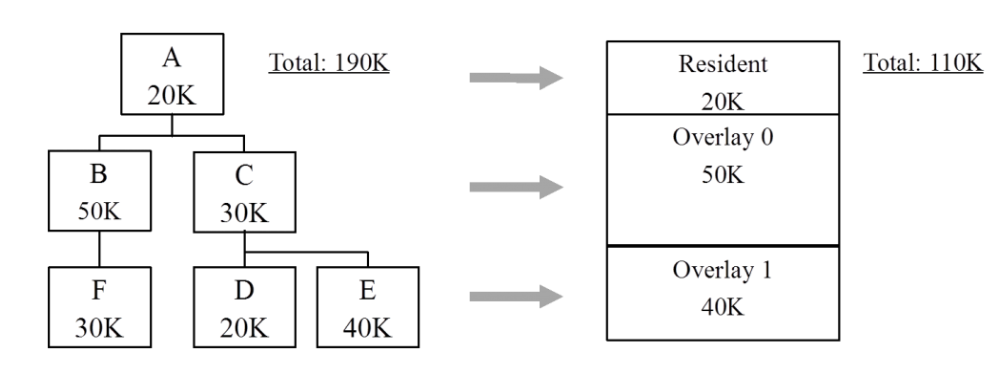 A
20K
Total: 190K
B
50K
C
30K
F
30K
D
20K
E
40K
Resident
20K
Total: 110K
Overlay 0
50K
Overlay 1
40K